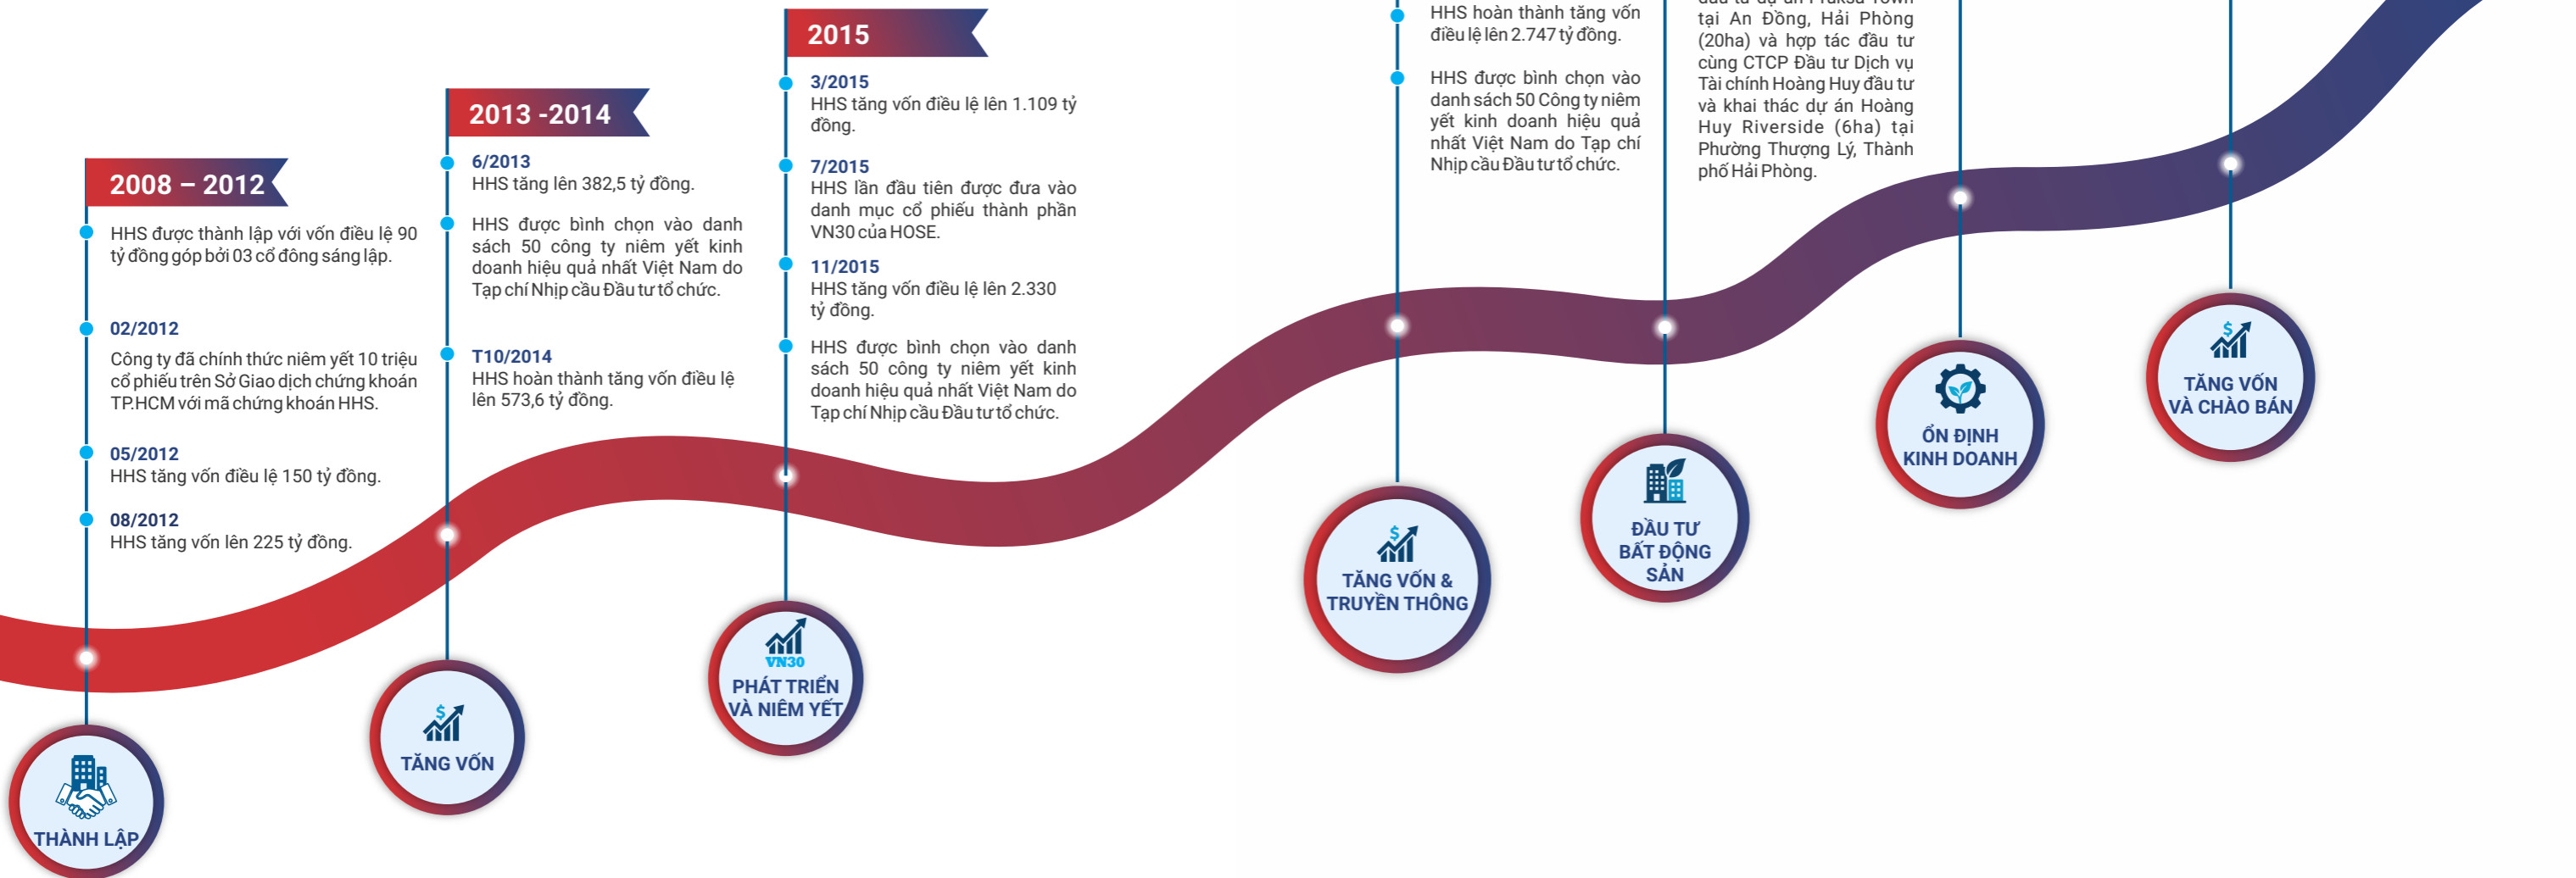 2008 – 2012
HHS được thành lập với vốn điều lệ 90
tỷ đồng góp bởi 03 cổ đông sáng lập.
02/2012
Công ty đã chính thức niêm yết 10 triệu
cổ phiếu trên Sở Giao dịch chứng khoán
TP.HCM với mã chứng khoán HHS.
05/2012
HHS tăng vốn điều lệ 150 tỷ đồng.
08/2012
HHS tăng vốn lên 225 tỷ đồng.
THÀNH LẬP
2013 -2014
6/2013
HHS tăng lên 382,5 tỷ đồng.
HHS được bình chọn vào danh
sách 50 công ty niêm yết kinh
doanh hiệu quả nhất Việt Nam do
Tạp chí Nhịp cầu Đầu tư tổ chức.
T10/2014
HHS hoàn thành tăng vốn điều lệ
lên 573,6 tỷ đồng.
$
TĂNG VỐN
2015
3/2015
HHS tăng vốn điều lệ lên 1.109 tỷ
đồng.
7/2015
HHS lần đầu tiên được đưa vào
danh mục cổ phiếu thành phần
VN30 của HOSE.
11/2015
HHS tăng vốn điều lệ lên 2.330
tỷ đồng.
HHS được bình chọn vào danh
sách 50 công ty niêm yết kinh
doanh hiệu quả nhất Việt Nam do
Tạp chí Nhịp cầu Đầu tư tổ chức.
VN30
PHÁT TRIỂN
VÀ NIÊM YẾT
HHS hoàn thành tăng vốn
điều lệ lên 2.747 tỷ đồng.
HHS được bình chọn vào
danh sách 50 Công ty niêm
yết kinh doanh hiệu quả
nhất Việt Nam do Tạp chí
Nhịp cầu Đầu tư tổ chức.
$
TĂNG VỐN &
TRUYỀN THÔNG
tại An Đồng, Hải Phòng
(20ha) và hợp tác đầu tư
cùng CTCP Đầu tư Dịch vụ
Tài chính Hoàng Huy đầu tư
và khai thác dự án Hoàng
Huy Riverside (6ha) tại
Phường Thượng Lý, Thành
phố Hải Phòng.
ĐẦU TƯ
BẤT ĐỘNG
SẢN
ỔN ĐỊNH
KINH DOANH
$
TĂNG VỐN
VÀ CHÀO BÁN